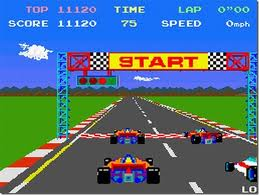 TOP 11120 TIME LAP 0"00
SCORE 11120 75 SPEED 0mph
START
LO